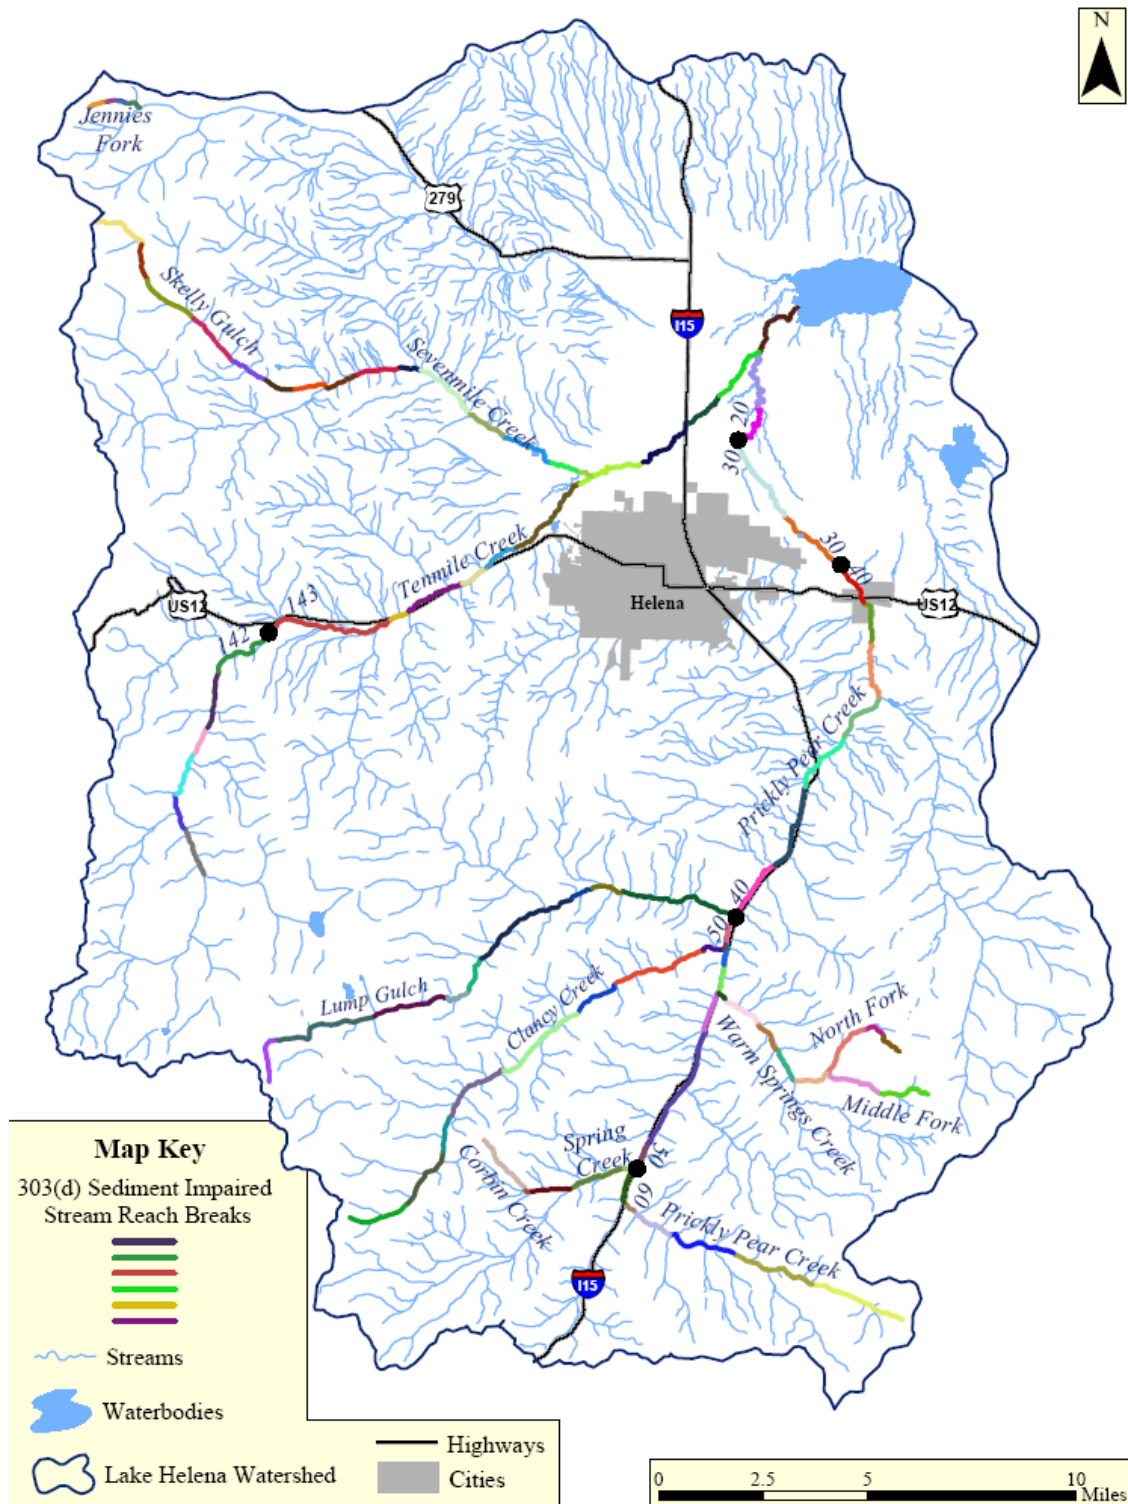 N
Jennies
Fork
279
Skelly Gulch
I15
Sevenmile Creek
20
30
30
40
Tenmile Creek
143
US12
142
Helena
US12
Prickly Pear Creek
40
50
Lump Gulch
Clancy Creek
North Fork
Warm Springs Creek
Middle Fork
Spring
Creek
50
60
Corbin Creek
Prickly Pear Creek
I15
Map Key
303(d) Sediment Impaired
Stream Reach Breaks
Streams
Waterbodies
Lake Helena Watershed
Highways
Cities
0 2.5 5 10
Miles